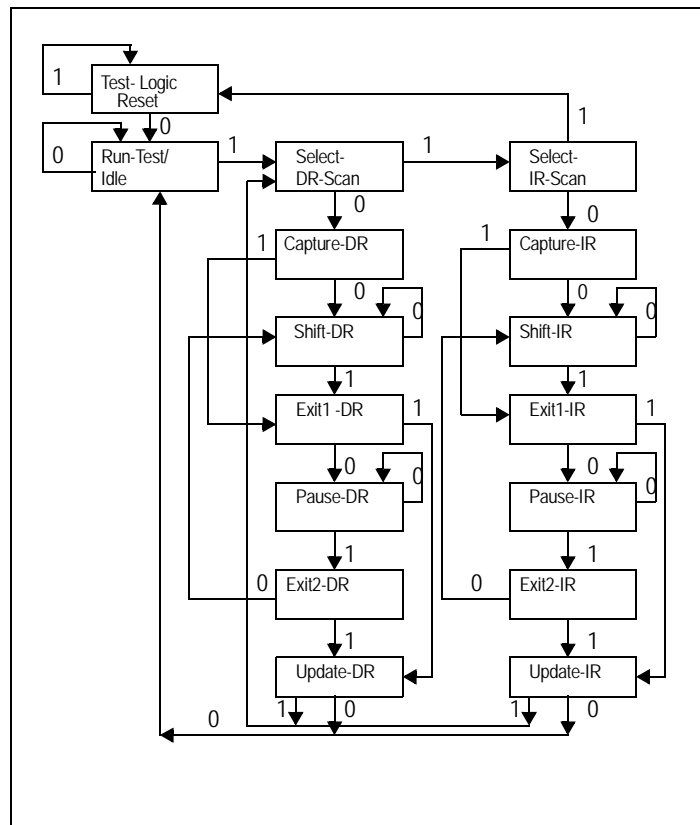 1
Test- Logic
Reset
1
0
0
Run-Test/
Idle
1
Select-
DR-Scan
1
Select-
IR-Scan
0
0
1
Capture-DR
1
Capture-IR
0
0
Shift-DR
0
Shift-IR
0
1
1
Exit1 -DR
1
Exit1-IR
1
0
0
Pause-DR
0
Pause-IR
0
1
1
0
Exit2-DR
0
Exit2-IR
1
1
Update-DR
Update-IR
1
0
1
0
0